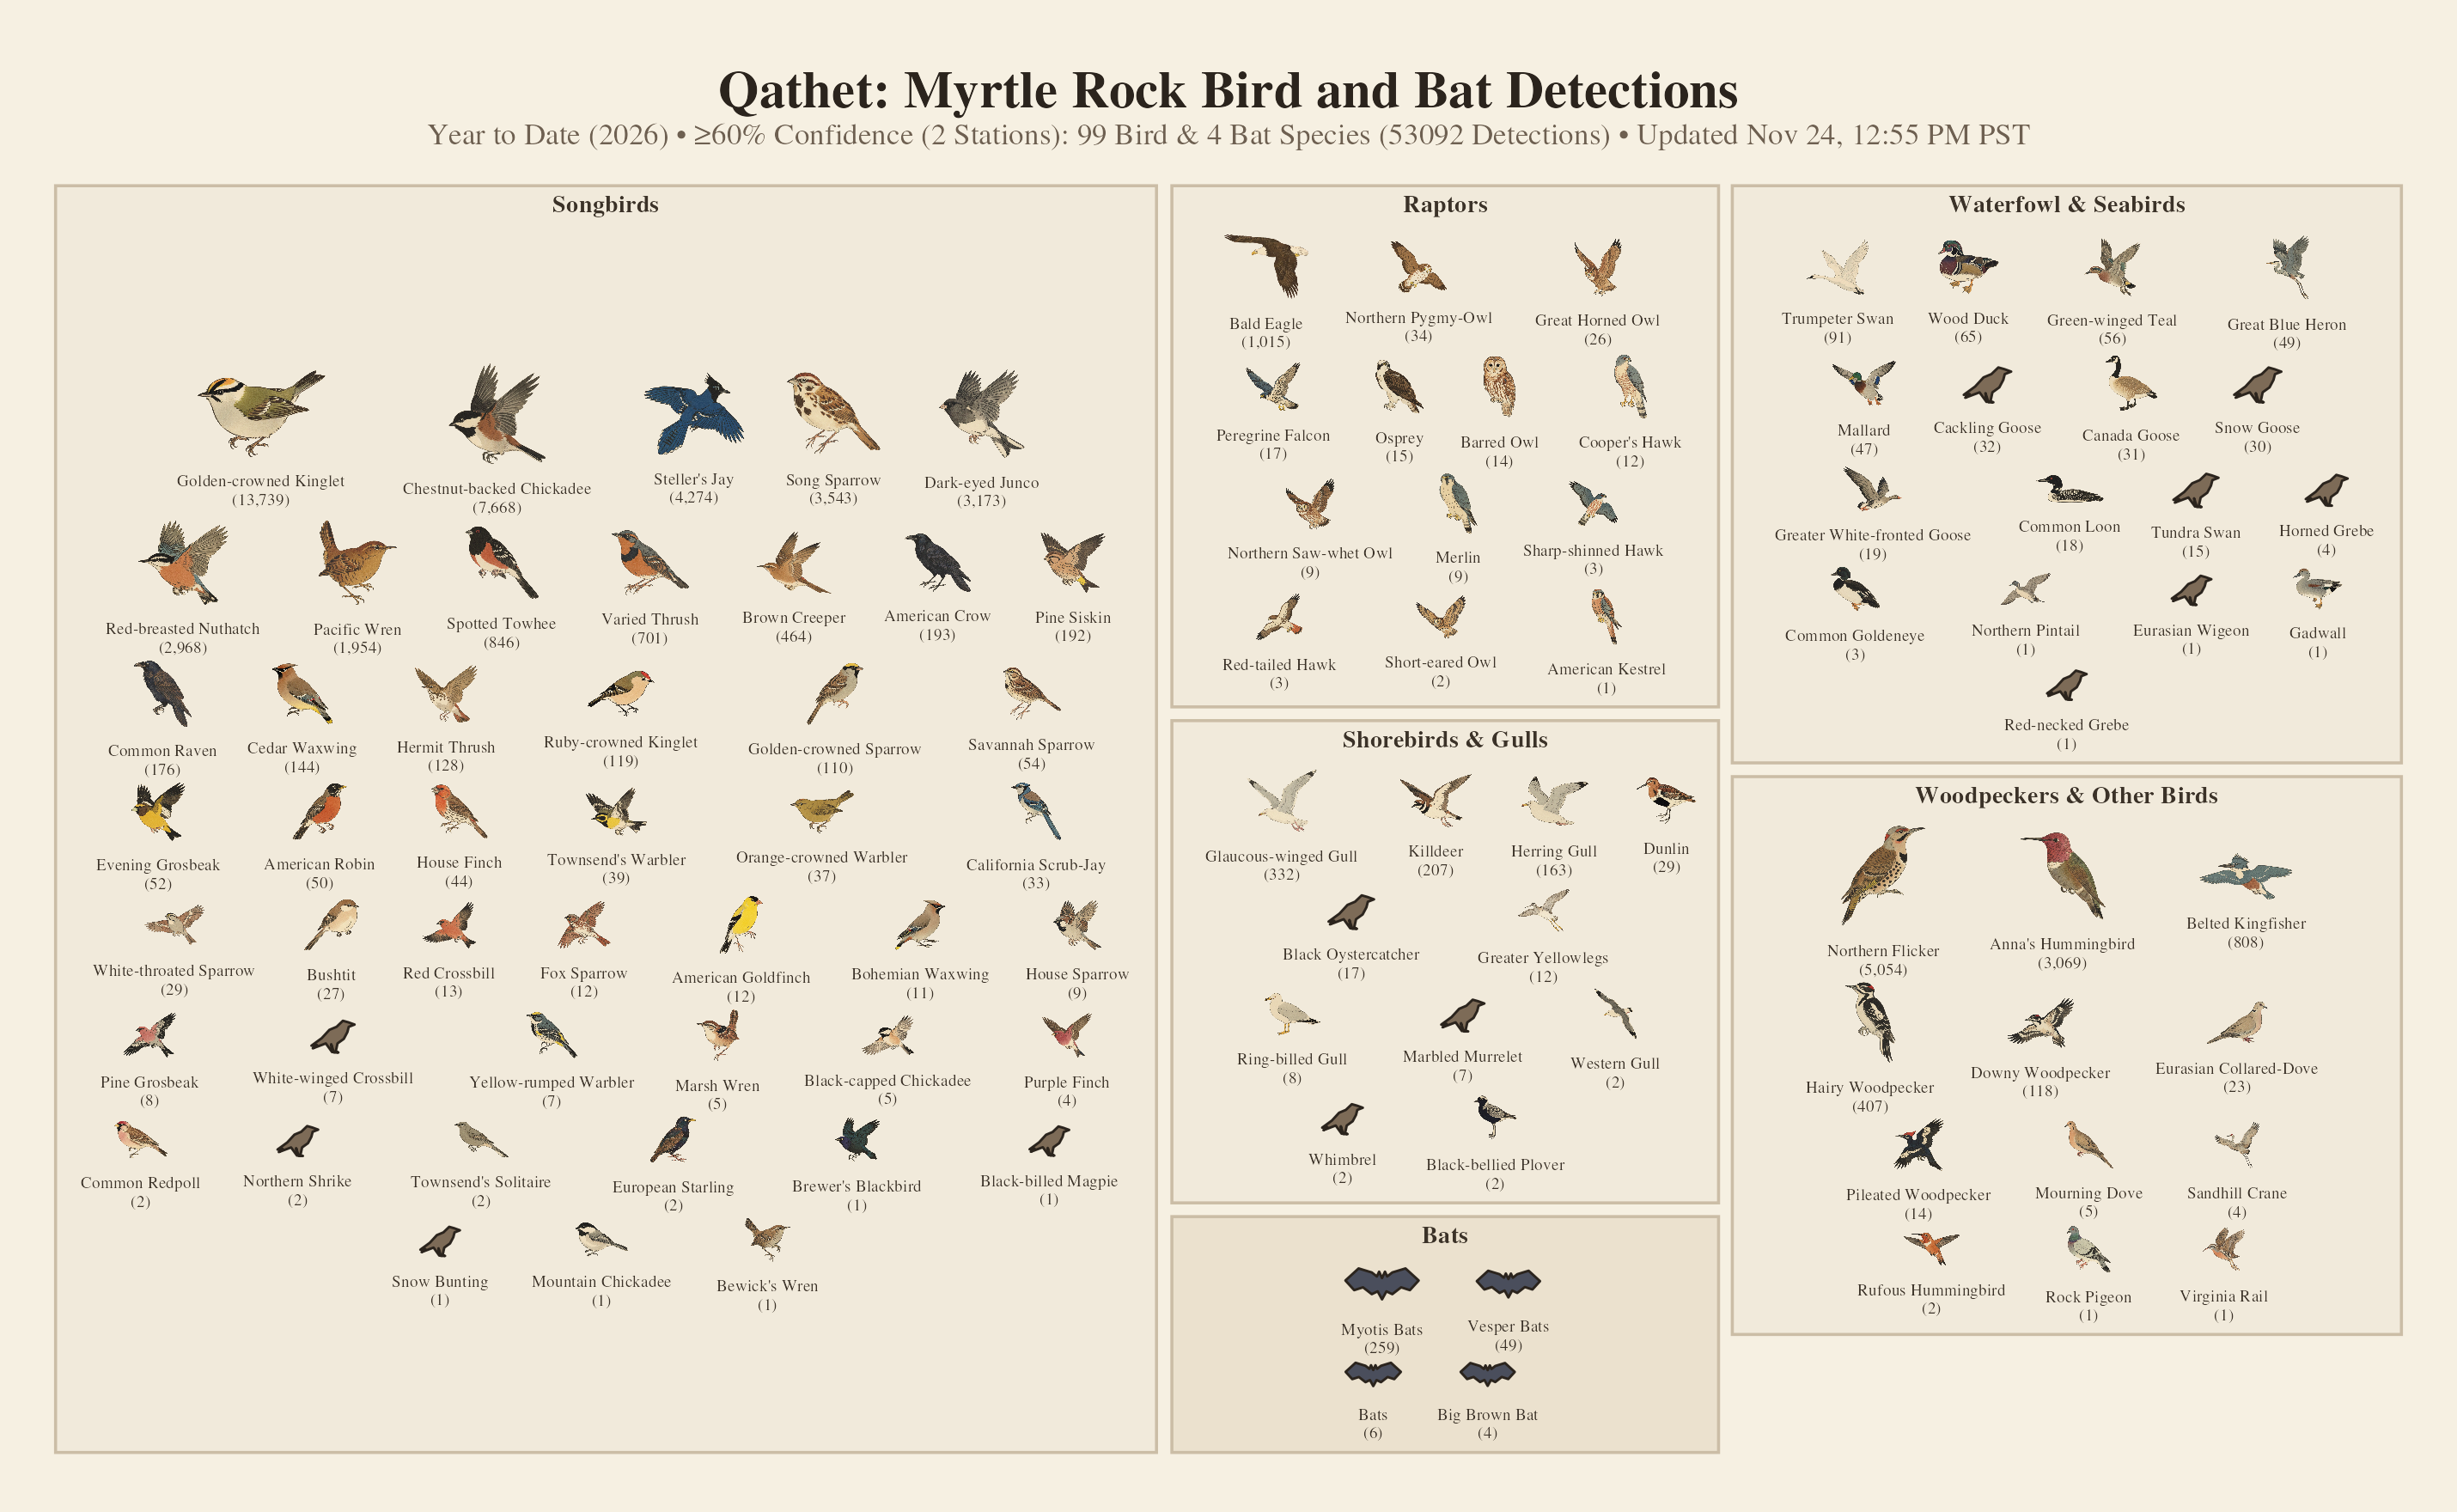 Qathet: Myrtle Rock Bird and Bat Detections
Year to Date (2026) • ≥60% Confidence (2 Stations): 99 Bird & 4 Bat Species (53092 Detections) • Updated Nov 24, 12:55 PM PST
Songbirds
Golden-crowned Kinglet
(13,739)
Chestnut-backed Chickadee
(7,668)
Steller's Jay
(4,274)
Song Sparrow
(3,543)
Dark-eyed Junco
(3,173)
Red-breasted Nuthatch
(2,968)
Pacific Wren
(1,954)
Spotted Towhee
(846)
Varied Thrush
(701)
Brown Creeper
(464)
American Crow
(193)
Pine Siskin
(192)
Common Raven
(176)
Cedar Waxwing
(144)
Hermit Thrush
(128)
Ruby-crowned Kinglet
(119)
Golden-crowned Sparrow
(110)
Savannah Sparrow
(54)
Evening Grosbeak
(52)
American Robin
(50)
House Finch
(44)
Townsend's Warbler
(39)
Orange-crowned Warbler
(37)
California Scrub-Jay
(33)
White-throated Sparrow
(29)
Bushtit
(27)
Red Crossbill
(13)
Fox Sparrow
(12)
American Goldfinch
(12)
Bohemian Waxwing
(11)
House Sparrow
(9)
Pine Grosbeak
(8)
White-winged Crossbill
(7)
Yellow-rumped Warbler
(7)
Marsh Wren
(5)
Black-capped Chickadee
(5)
Purple Finch
(4)
Common Redpoll
(2)
Northern Shrike
(2)
Townsend's Solitaire
(2)
European Starling
(2)
Brewer's Blackbird
(1)
Black-billed Magpie
(1)
Snow Bunting
(1)
Mountain Chickadee
(1)
Bewick's Wren
(1)
Raptors
Bald Eagle
(1,015)
Northern Pygmy-Owl
(34)
Great Horned Owl
(26)
Peregrine Falcon
(17)
Osprey
(15)
Barred Owl
(14)
Cooper's Hawk
(12)
Northern Saw-whet Owl
(9)
Merlin
(9)
Sharp-shinned Hawk
(3)
Red-tailed Hawk
(3)
Short-eared Owl
(2)
American Kestrel
(1)
Shorebirds & Gulls
Glaucous-winged Gull
(332)
Killdeer
(207)
Herring Gull
(163)
Dunlin
(29)
Black Oystercatcher
(17)
Greater Yellowlegs
(12)
Ring-billed Gull
(8)
Marbled Murrelet
(7)
Western Gull
(2)
Whimbrel
(2)
Black-bellied Plover
(2)
Bats
Myotis Bats
(259)
Vesper Bats
(49)
Bats
(6)
Big Brown Bat
(4)
Waterfowl & Seabirds
Trumpeter Swan
(91)
Wood Duck
(65)
Green-winged Teal
(56)
Great Blue Heron
(49)
Mallard
(47)
Cackling Goose
(32)
Canada Goose
(31)
Snow Goose
(30)
Greater White-fronted Goose
(19)
Common Loon
(18)
Tundra Swan
(15)
Horned Grebe
(4)
Common Goldeneye
(3)
Northern Pintail
(1)
Eurasian Wigeon
(1)
Gadwall
(1)
Red-necked Grebe
(1)
Woodpeckers & Other Birds
Northern Flicker
(5,054)
Anna's Hummingbird
(3,069)
Belted Kingfisher
(808)
Hairy Woodpecker
(407)
Downy Woodpecker
(118)
Eurasian Collared-Dove
(23)
Pileated Woodpecker
(14)
Mourning Dove
(5)
Sandhill Crane
(4)
Rufous Hummingbird
(2)
Rock Pigeon
(1)
Virginia Rail
(1)